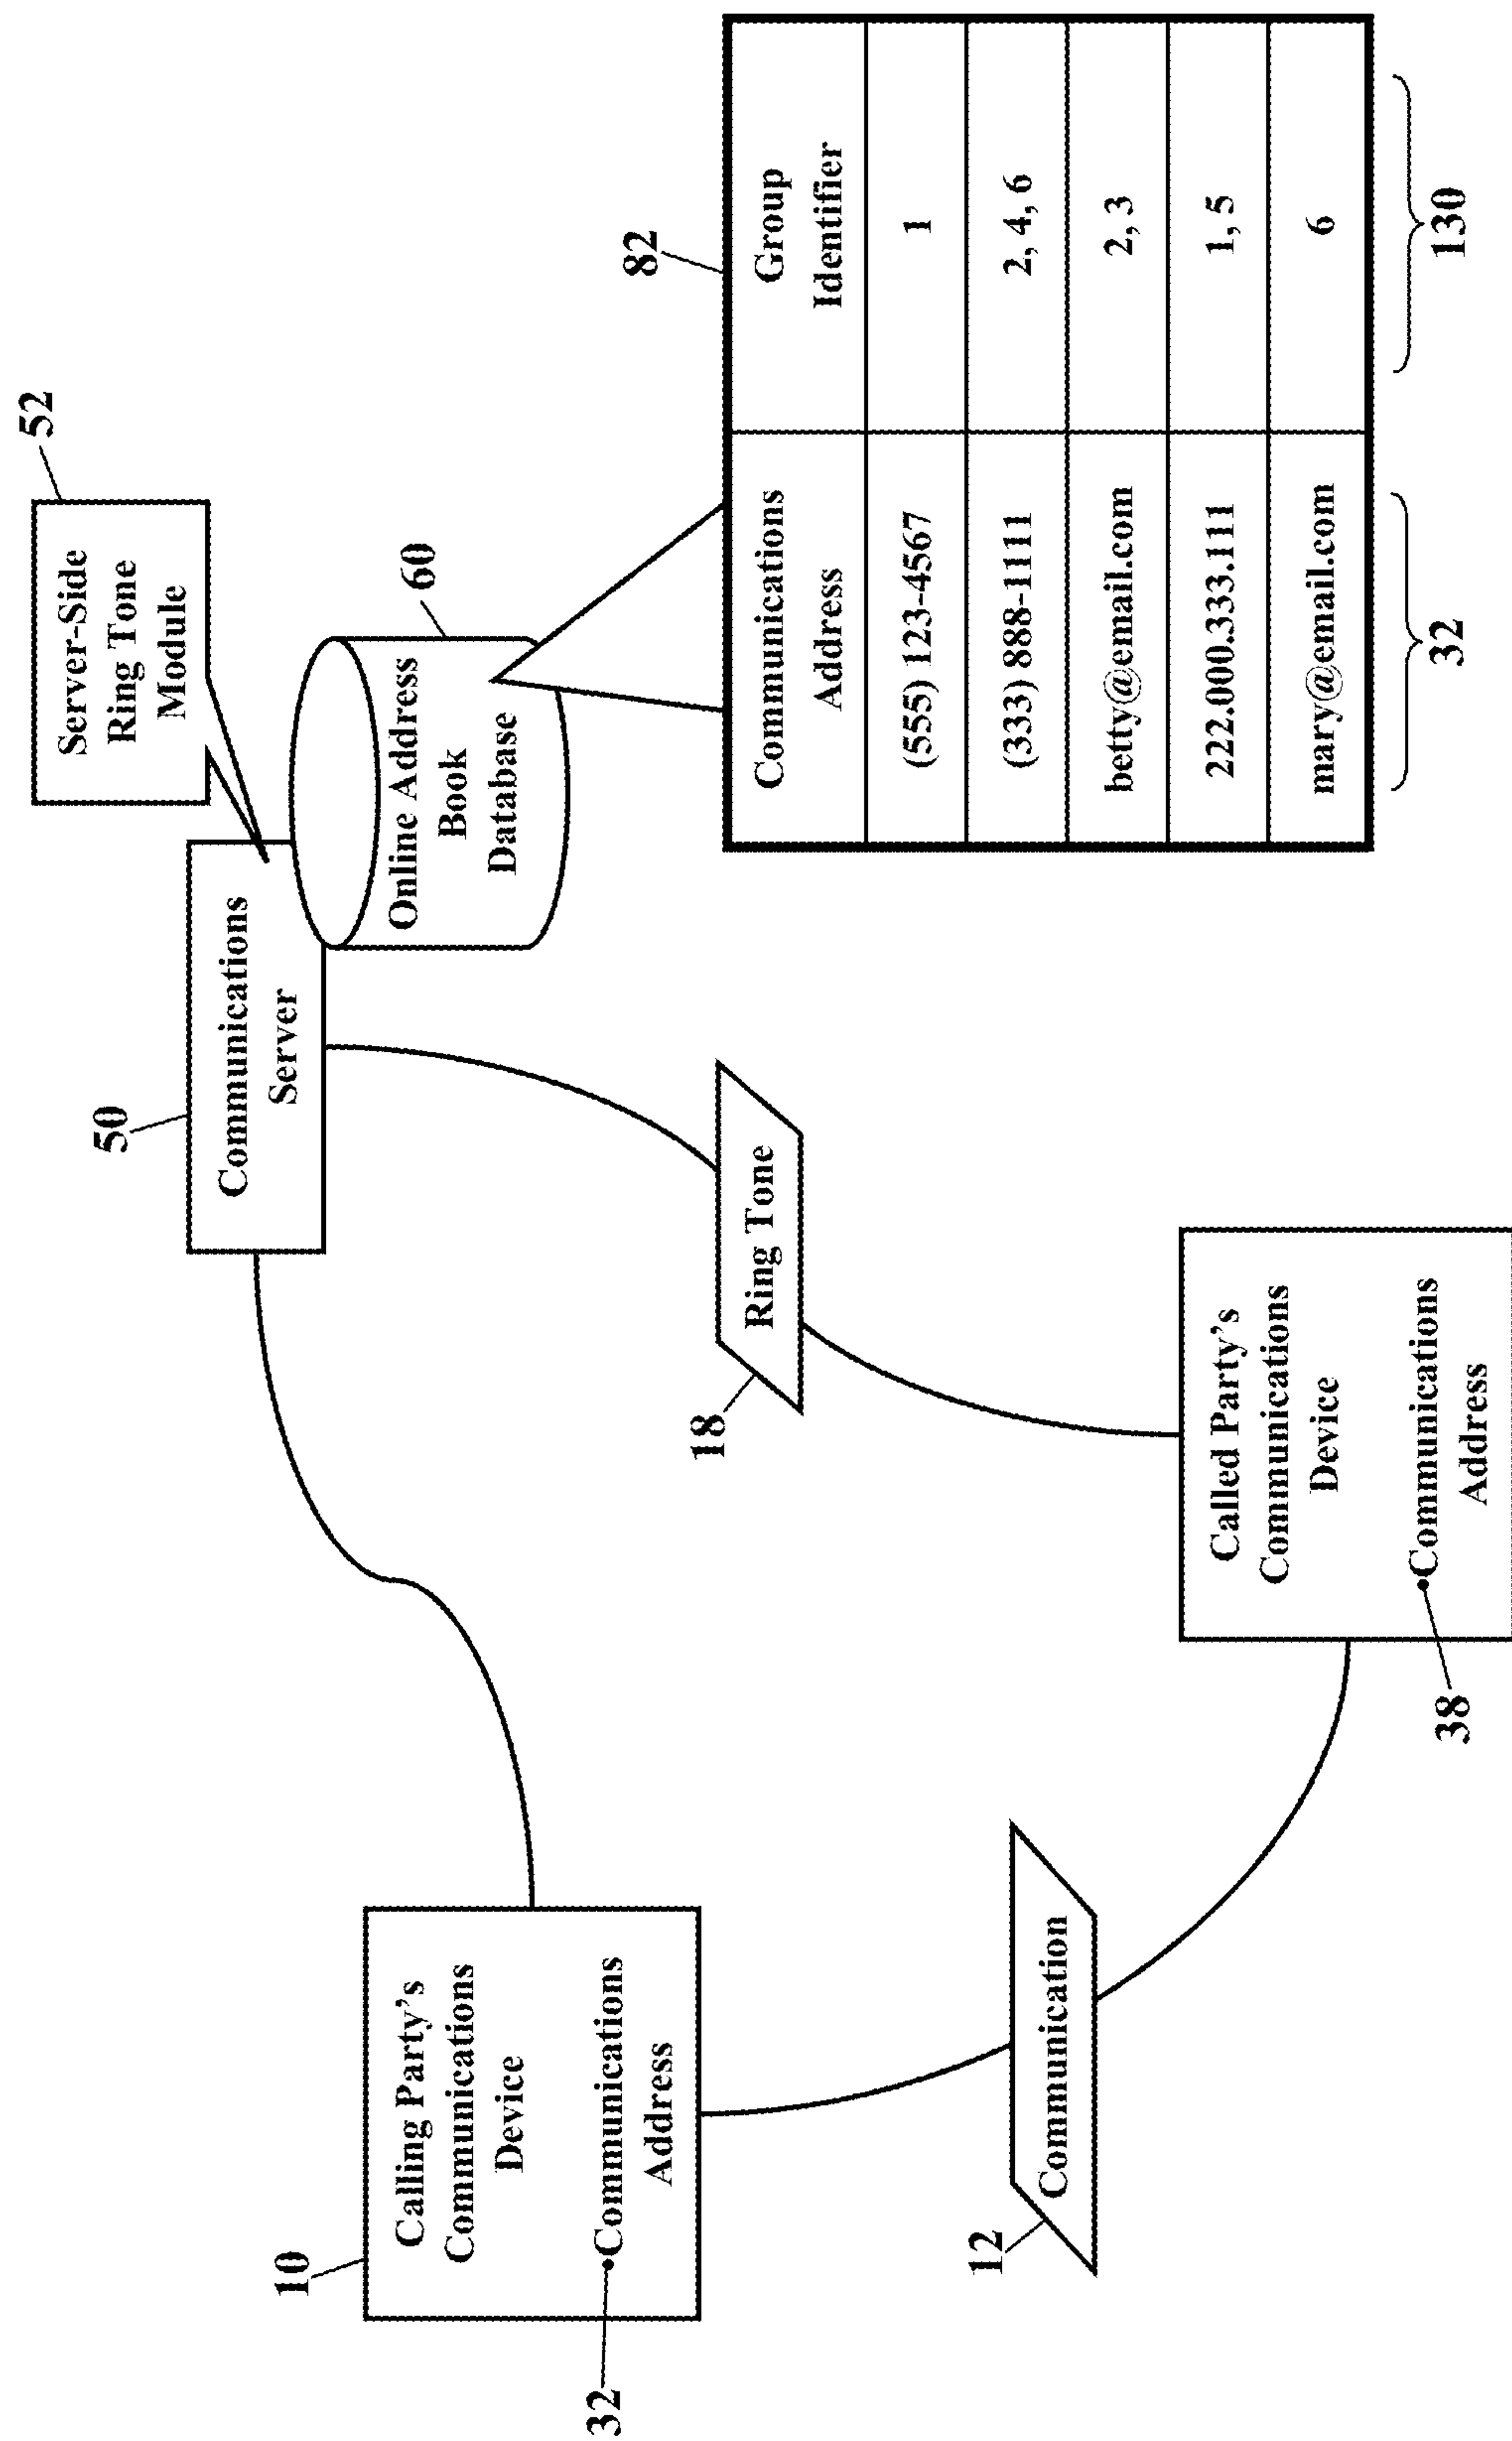 52
Server-Side
Ring Tone
Module
50
Communications
Server
60
Online Address
Book
Database
10
Calling Party's
Communications
Device
•Communications
Address
32
18
Ring Tone
82
Communications
Address
Group
Identifier
(555) 123-4567
1
(333) 888-1111
2, 4, 6
betty@email.com
2, 3
222.000.333.111
1, 5
mary@email.com
6
32
130
12
Communication
Called Party's
Communications
Device
•Communications
Address
38